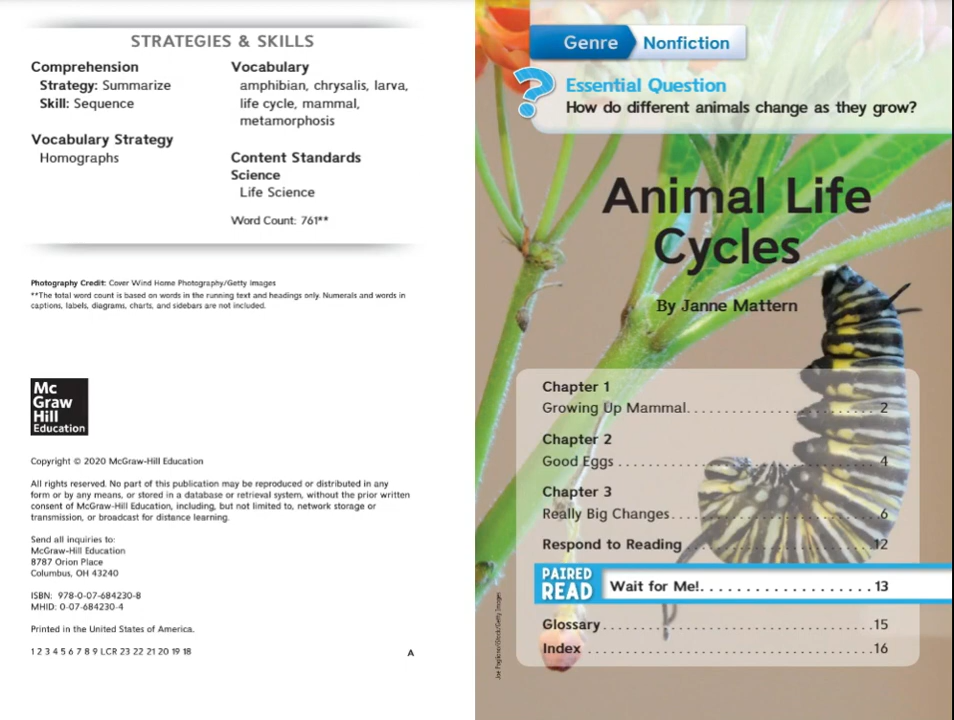 STRATEGIES & SKILLS
Comprehension
Strategy: Summarize
Skill: Sequence
Vocabulary Strategy
Homographs
Vocabulary
amphibian, chrysalis, larva,
life cycle, mammal,
metamorphosis
Content Standards
Science
Life Science
Word Count: 761**
Photography Credit: Cover Wind Home Photography/Getty Images
**The total word count is based on words in the running text and headings only. Numerals and words in
captions, labels, diagrams, charts, and sidebars are not included.
Mc
Graw
Hill
Education
Copyright © 2020 McGraw-Hill Education
All rights reserved. No part of this publication may be reproduced or distributed in any
form or by any means, or stored in a database or retrieval system, without the prior written
consent of McGraw-Hill Education, including, but not limited to, network storage or
transmission, or broadcast for distance learning.
Send all inquiries to:
McGraw-Hill Education
8787 Orion Place
Columbus, OH 43240
ISBN: 978-0-07-684230-8
MHID: 0-07-684230-4
Printed in the United States of America.
1 2 3 4 5 6 7 8 9 LCR 23 22 21 20 19 18
A
Genre Nonfiction
? Essential Question
How do different animals change as they grow?
Animal Life
Cycles
By Janne Mattern
Chapter 1
Growing Up Mammal. . . . . . . . . . . . . . . . . . . . 2
Chapter 2
Good Eggs . . . . . . . . . . . . . . . . . . . . . . . . . . . 4
Chapter 3
Really Big Changes. . . . . . . . . . . . . . . . . . . . . .6
Respond to Reading . . . . . . . . . . . . . . . . . . . .12
PAIRED
READ Wait for Me!. . . . . . . . . . . . . . . . . . . . 13
Glossary . . . . . . . . . . . . . . . . . . . . . . . . . . . . .15
Index . . . . . . . . . . . . . . . . . . . . . . . . . . . . . . .16